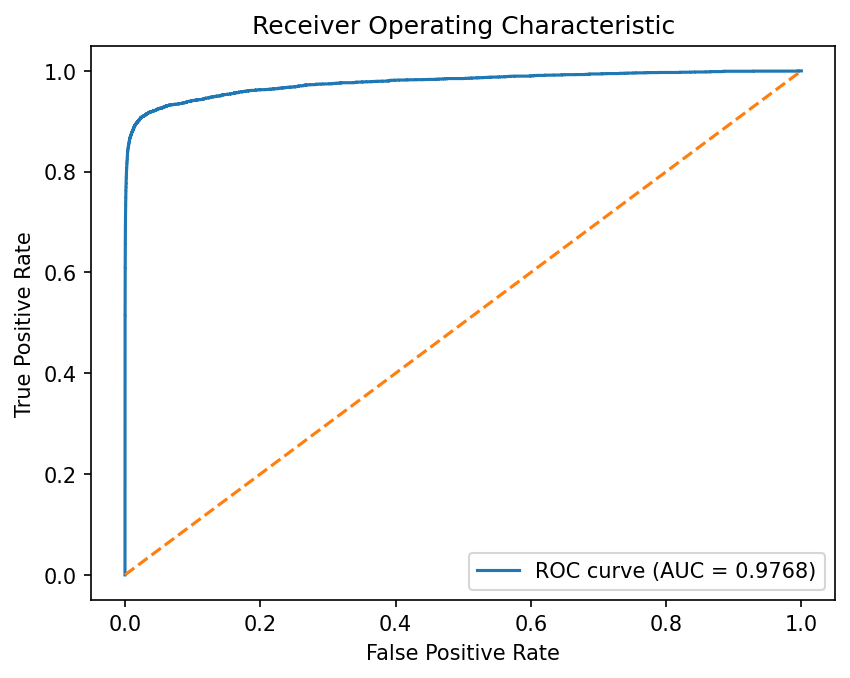 Receiver Operating Characteristic
1.0
0.8
0.6
0.4
0.2
0.0
True Positive Rate
ROC curve (AUC = 0.9768)
0.0 0.2 0.4 0.6 0.8 1.0
False Positive Rate